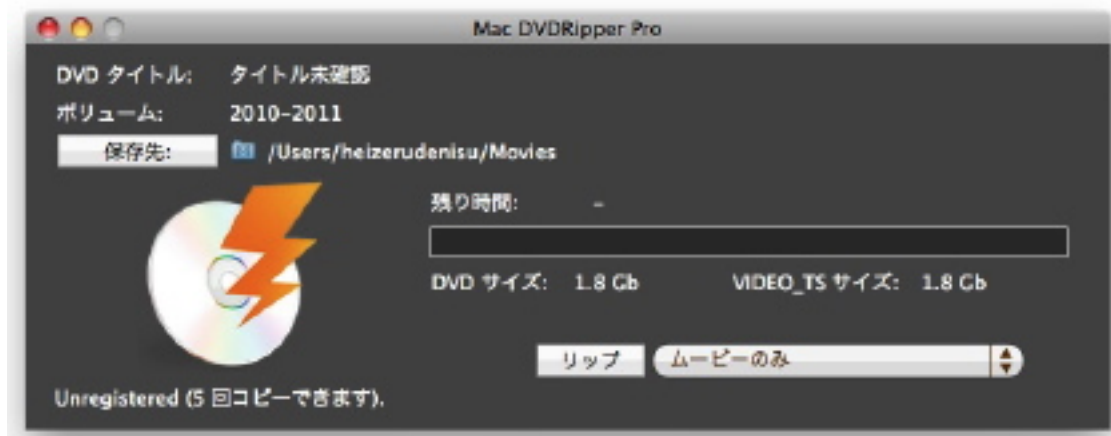 Mac DVDRipper Pro
DVD タイトル: タイトル未確認
ボリューム: 2010-2011
保存先: /Users/heizerudenisu/Movies
残り時間: -
DVD サイズ: 1.8 Gb VIDEO_TS サイズ: 1.8 Gb
リップ ムービーのみ
Unregistered (5 回コピーできます).